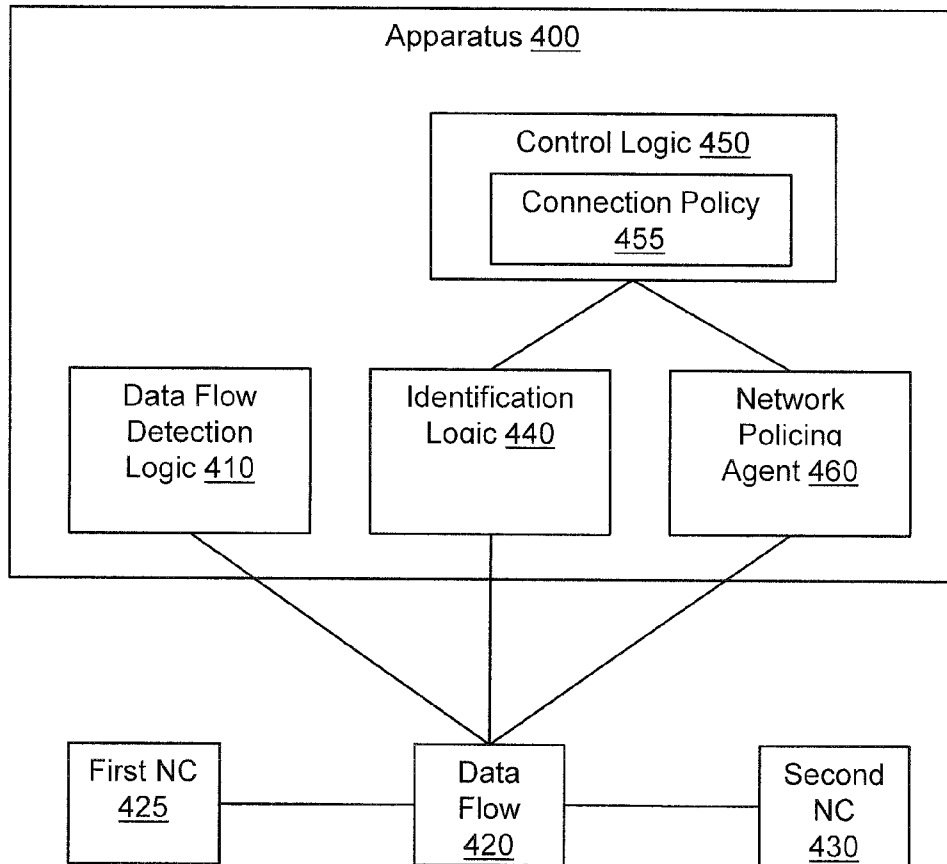 Apparatus 400
Control Logic 450
Connection Policy
455
Data Flow
Detection
Logic 410
Identification
Logic 440
Network
Policing
Agent 460
First NC
425
Data
Flow
420
Second
NC
430